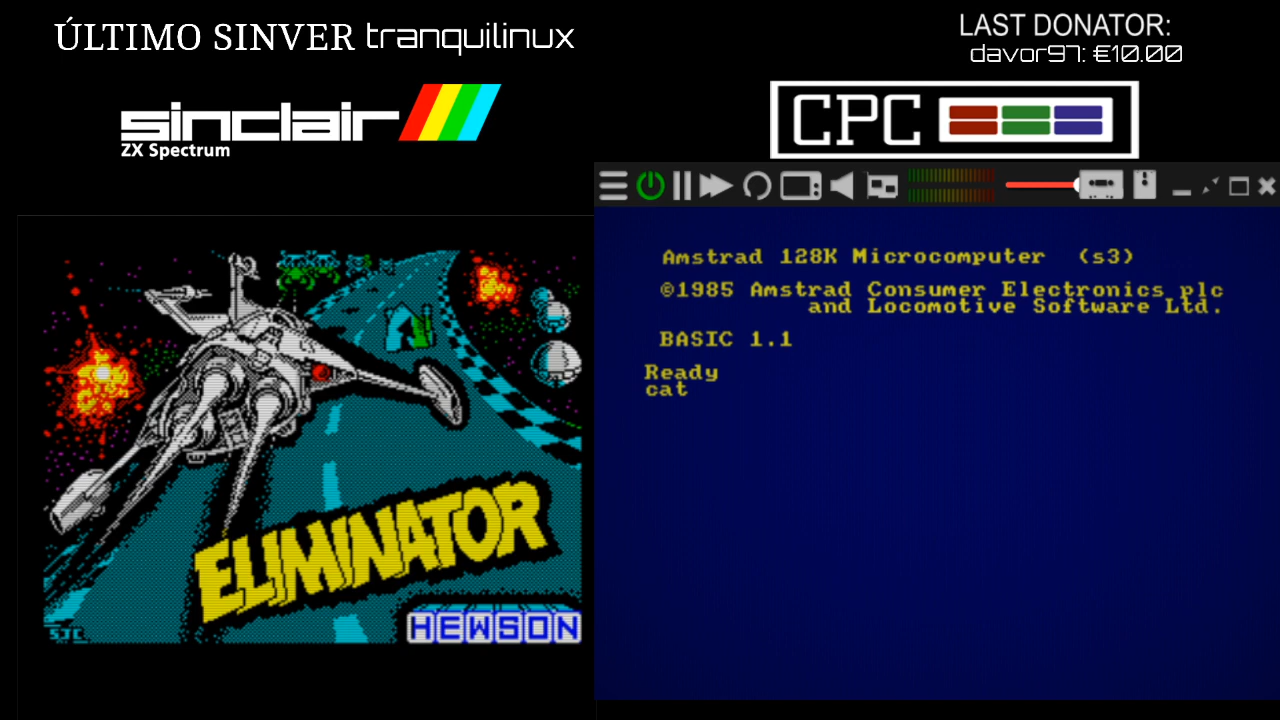 ÚLTIMO SINVER tranquilinux
LAST DONATOR:
davor97: €10.00
sinclair
ZX Spectrum
CPC
Amstrad 128K Microcomputer (s3)
©1985 Amstrad Consumer Electronics plc
and Locomotive Software Ltd.
BASIC 1.1
Ready
cat
ELIMINATOR
HEWSON
SJC